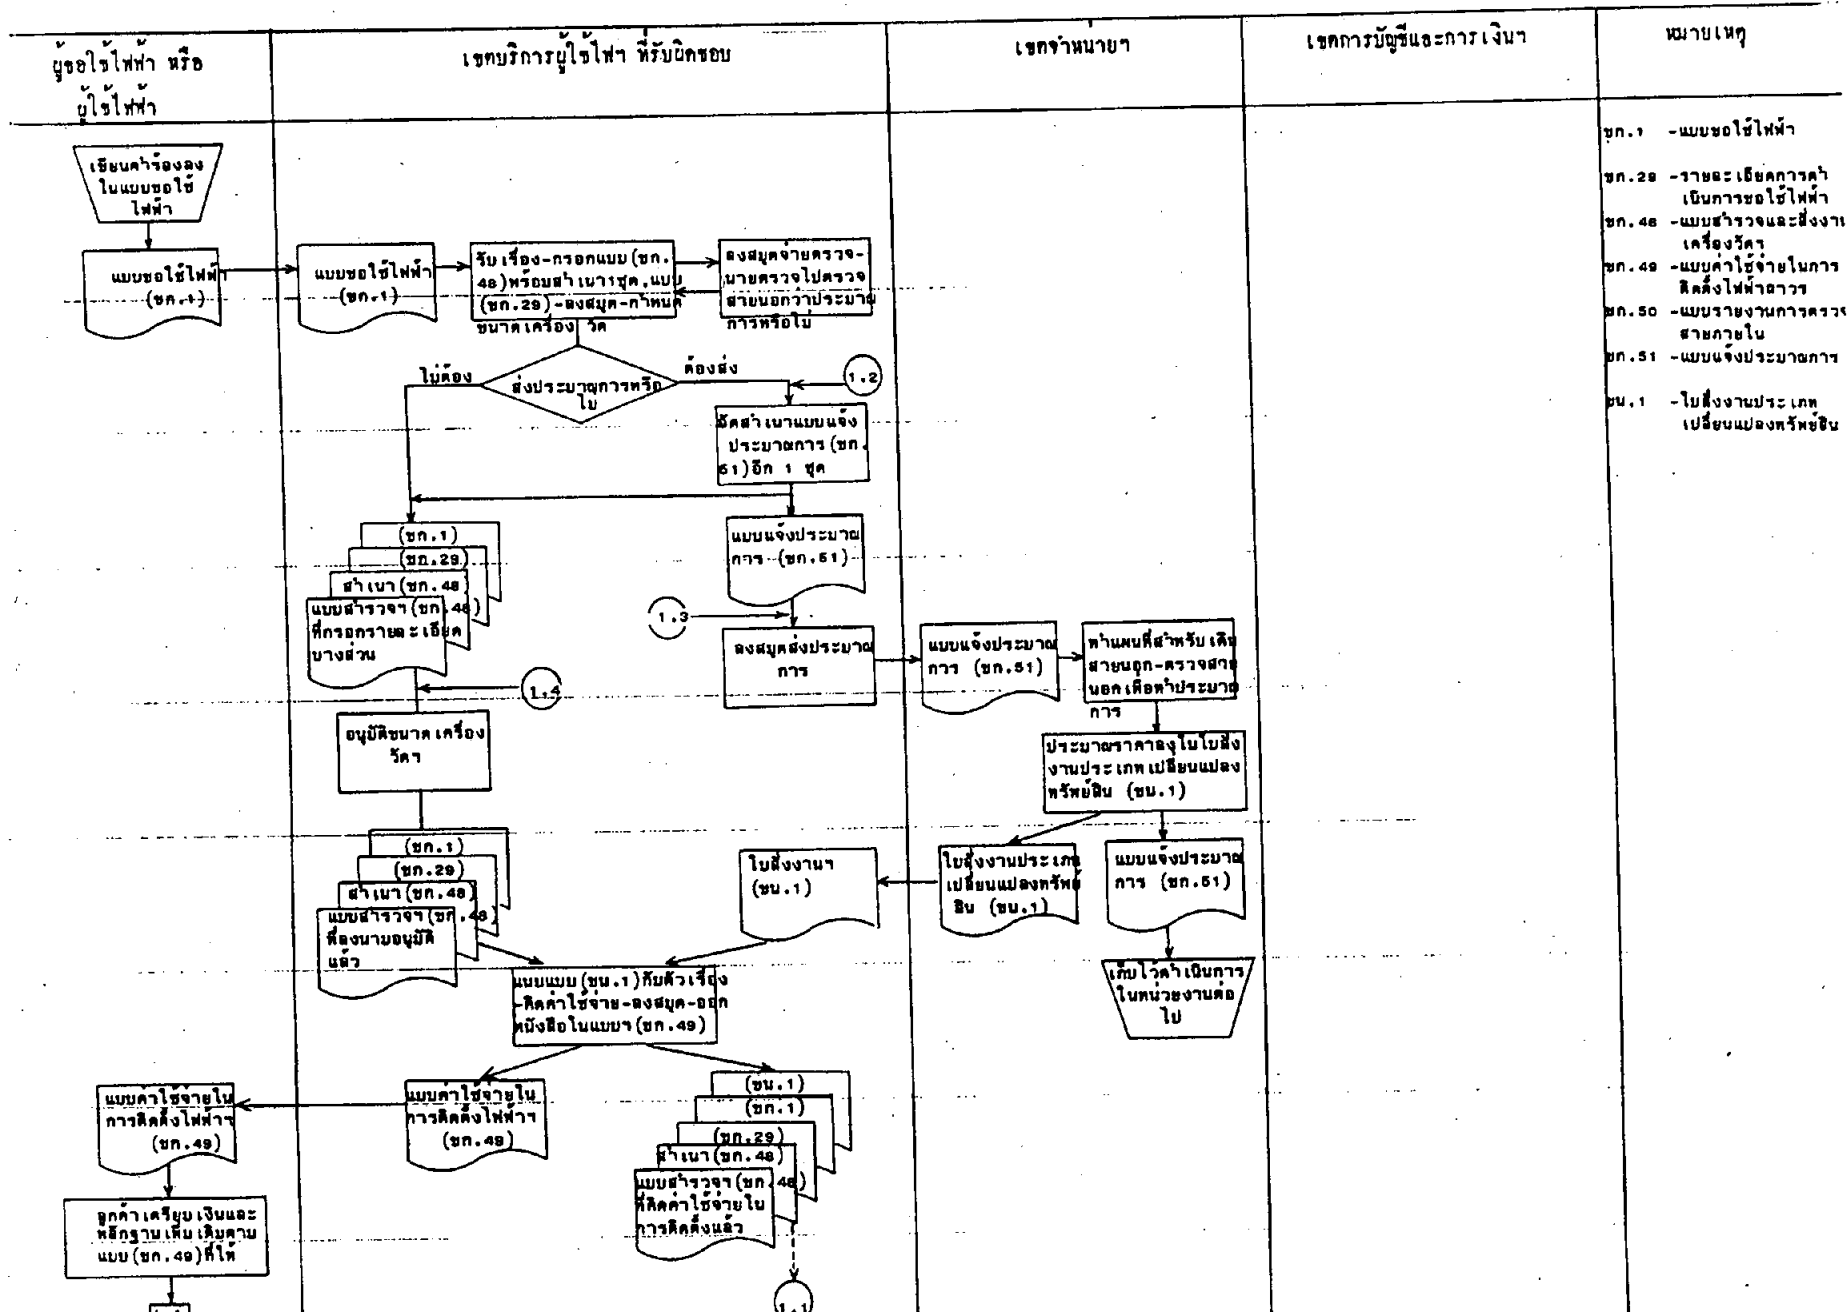 ผู้ขอใช้ไฟฟ้า หรือ
ผู้ใช้ไฟฟ้า
เขตบริการผู้ใช้ไฟฯ ที่รับผิดชอบ
เขตจำหน่ายฯ
เขตการบัญชีและการเงินฯ
หมายเหตุ
เขียนคำร้องลง
ในแบบขอใช้
ไฟฟ้า
แบบขอใช้ไฟฟ้า
(ขก.1)
แบบขอใช้ไฟฟ้า
(ขก.1)
รับเรื่อง-กรอกแบบ(ขก.
48)พร้อมสำเนา1ชุด,แบบ
(ขก.29)-ลงสมุด-กำหนด
ขนาดเครื่อง วัด
ลงสมุดจ่ายตรวจ-
นายตรวจไปตรวจ
สายนอกว่าประมาณ
การหรือไม่
ส่งประมาณการหรือ
ไม่
ไม่ต้อง
ต้องส่ง
1.2
อัดสำเนาแบบแจ้ง
ประมาณการ(ขก.
51)อีก 1 ชุด
(ขก.1)
(ขก.29)
สำเนา(ขก.48)
แบบสำรวจฯ(ขก.48)
ที่กรอกรายละเอียด
บางส่วน
แบบแจ้งประมาณ
การ (ขก.51)
1.3
ลงสมุดส่งประมาณ
การ
แบบแจ้งประมาณ
การ (ขก.51)
ทำแผนที่สำหรับเดิน
สายนอก-ตรวจสาย
นอกเพื่อทำประมาณ
การ
1.4
อนุมัติขนาดเครื่อง
วัดฯ
ประมาณราคาลงในใบสั่ง
งานประเภทเปลี่ยนแปลง
ทรัพย์สิน (ขน.1)
(ขก.1)
(ขก.29)
สำเนา(ขก.48)
แบบสำรวจฯ(ขก.48)
ที่ลงนามอนุมัติ
แล้ว
ใบสั่งงานฯ
(ขน.1)
ใบสั่งงานประเภท
เปลี่ยนแปลงทรัพย์
สิน (ขน.1)
แบบแจ้งประมาณ
การ (ขก.51)
แนบแบบ(ขน.1)กับตัวเรื่อง
-คิดค่าใช้จ่าย-ลงสมุด-ออก
หนังสือในแบบฯ(ขก.49)
เก็บไว้ดำเนินการ
ในหน่วยงานต่อ
ไป
แบบค่าใช้จ่ายใน
การติดตั้งไฟฟ้าฯ
(ขก.49)
แบบค่าใช้จ่ายใน
การติดตั้งไฟฟ้าฯ
(ขก.49)
(ขน.1)
(ขก.1)
(ขก.29)
สำเนา(ขก.48)
แบบสำรวจฯ(ขก.48)
ที่คิดค่าใช้จ่ายใน
การติดตั้งแล้ว
ลูกค้าเตรียมเงินและ
หลักฐานเพิ่มเติมตาม
แบบ(ขก.49)ที่ให้
1.1
ขก.1 -แบบขอใช้ไฟฟ้า
ขก.29 -รายละเอียดการดำ
เนินการขอใช้ไฟฟ้า
ขก.48 -แบบสำรวจและสั่งงาน
เครื่องวัดฯ
ขก.49 -แบบค่าใช้จ่ายในการ
ติดตั้งไฟฟ้าถาวร
ขก.50 -แบบรายงานการตรวจ
สายภายใน
ขก.51 -แบบแจ้งประมาณการ
ขน.1 -ใบสั่งงานประเภท
เปลี่ยนแปลงทรัพย์สิน